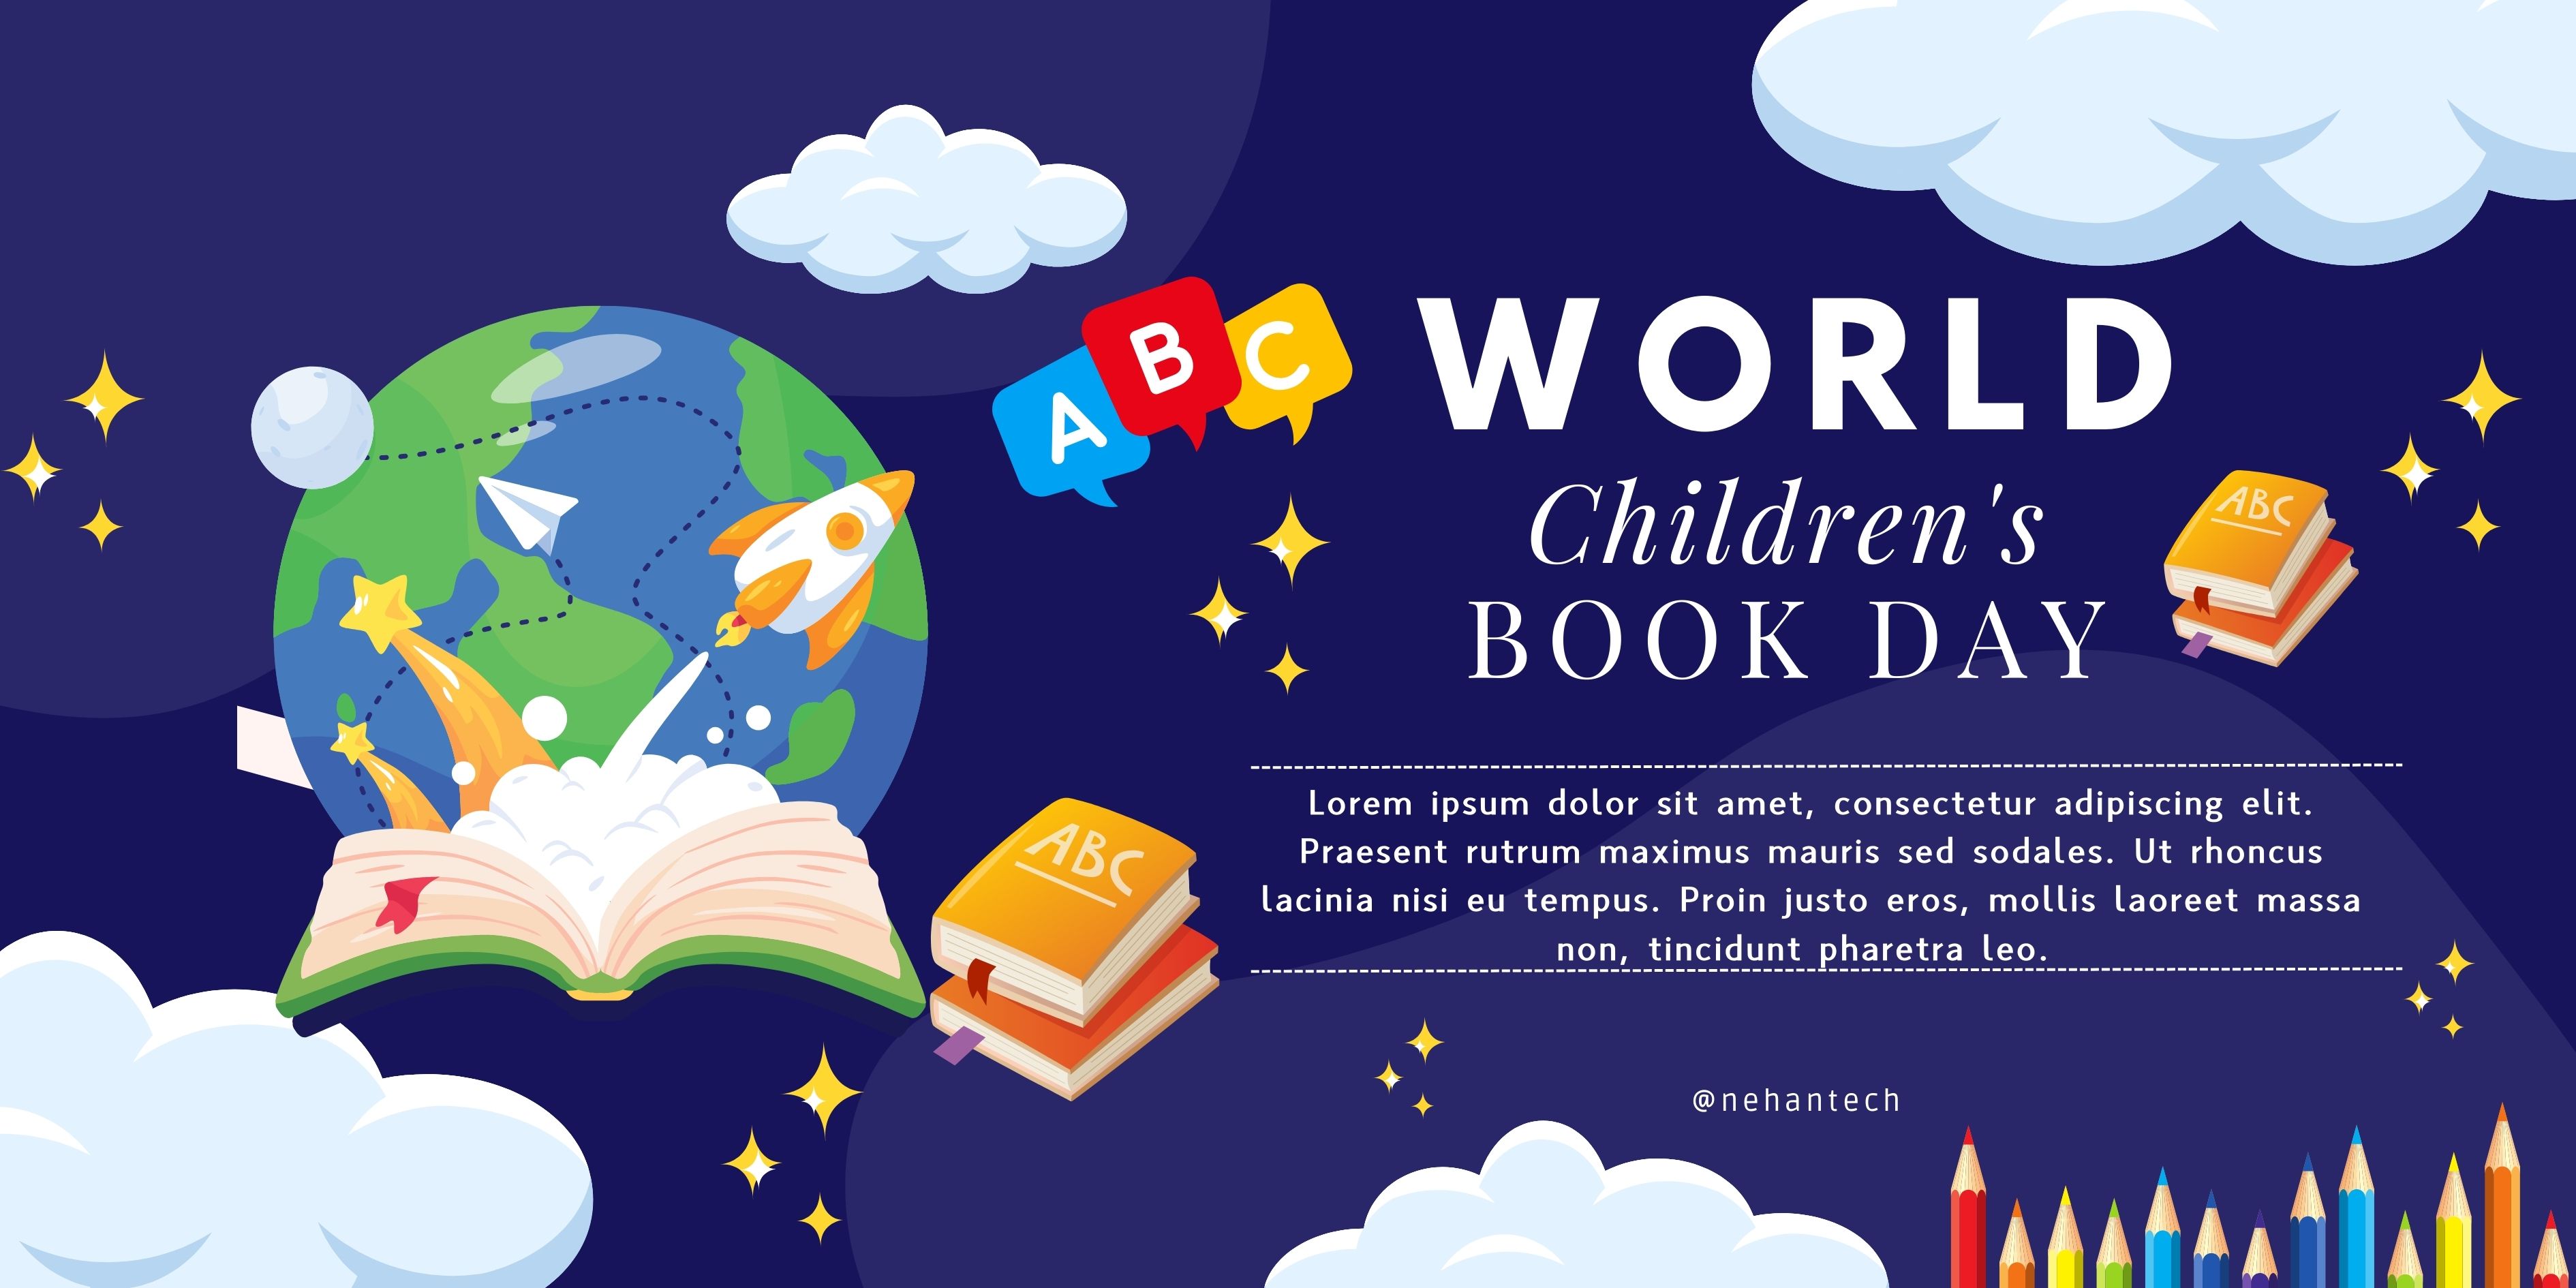 A B C
WORLD
Children's
BOOK DAY
ABC
Lorem ipsum dolor sit amet, consectetur adipiscing elit.
Praesent rutrum maximus mauris sed sodales. Ut rhoncus
lacinia nisi eu tempus. Proin justo eros, mollis laoreet massa
non, tincidunt pharetra leo.
ABC
@nehantech